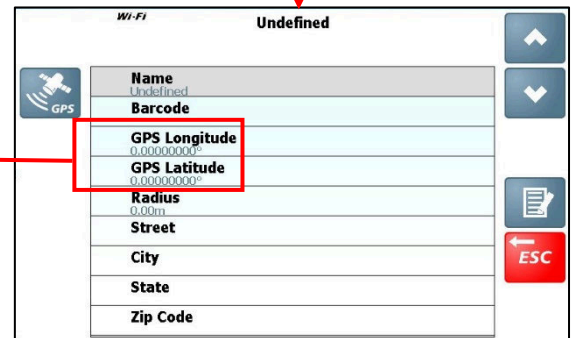 Wi-Fi
Undefined
GPS
Name
Undefined
Barcode
GPS Longitude
0.00000000°
GPS Latitude
0.00000000°
Radius
0.00m
Street
City
State
Zip Code
ESC